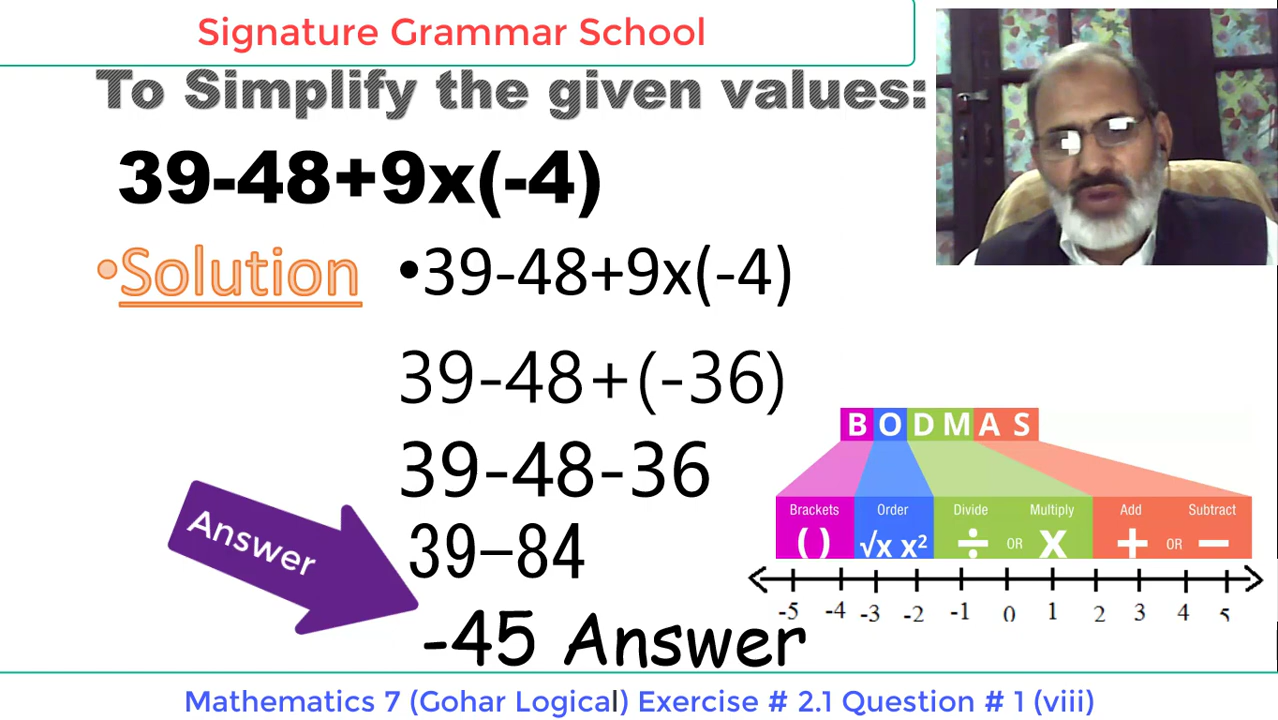 Signature Grammar School
To Simplify the given values:
39-48+9x(-4)
•Solution
•39-48+9x(-4)
39-48+(-36)
39-48-36
39–84
Answer
-45 Answer
B O D M A S
Brackets Order Divide Multiply Add Subtract
( ) √x x² ÷ OR X + OR −
-5 -4 -3 -2 -1 0 1 2 3 4 5
Mathematics 7 (Gohar Logical) Exercise # 2.1 Question # 1 (viii)